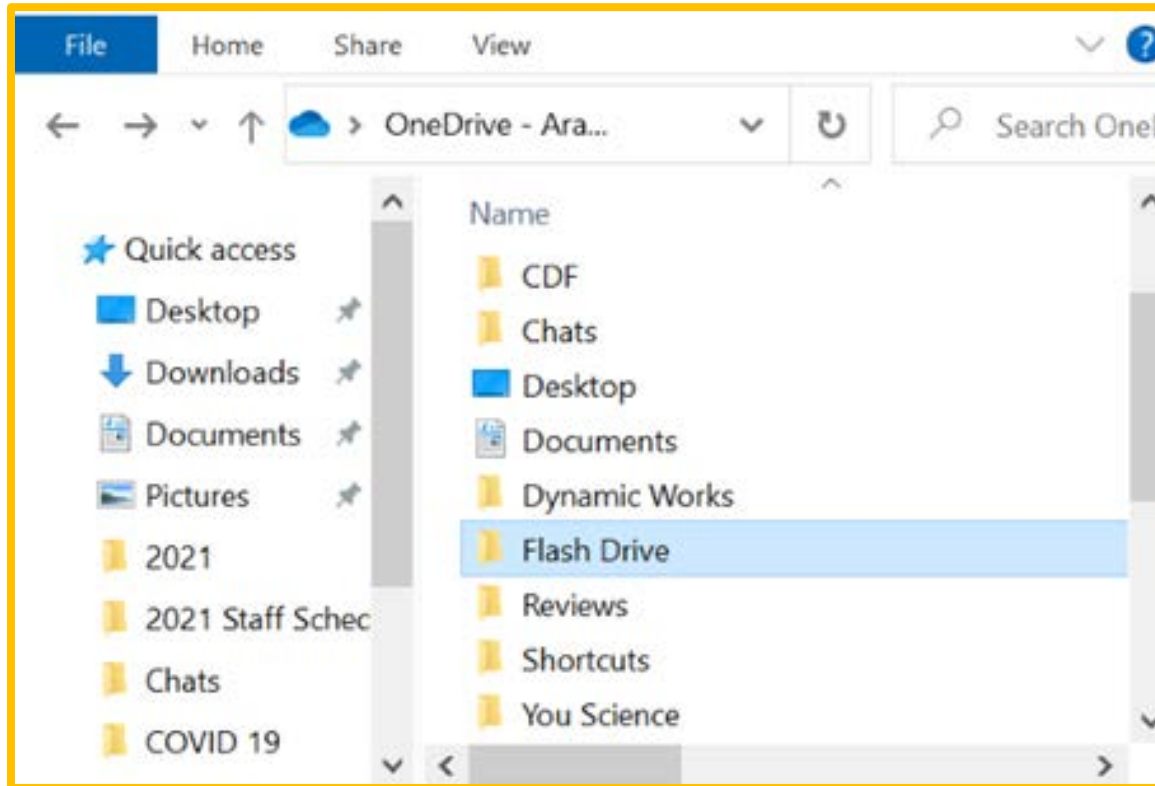 File Home Share View
OneDrive - Ara... Search Onel
Name
Quick access
Desktop
Downloads
Documents
Pictures
2021
2021 Staff Schec
Chats
COVID 19
CDF
Chats
Desktop
Documents
Dynamic Works
Flash Drive
Reviews
Shortcuts
You Science